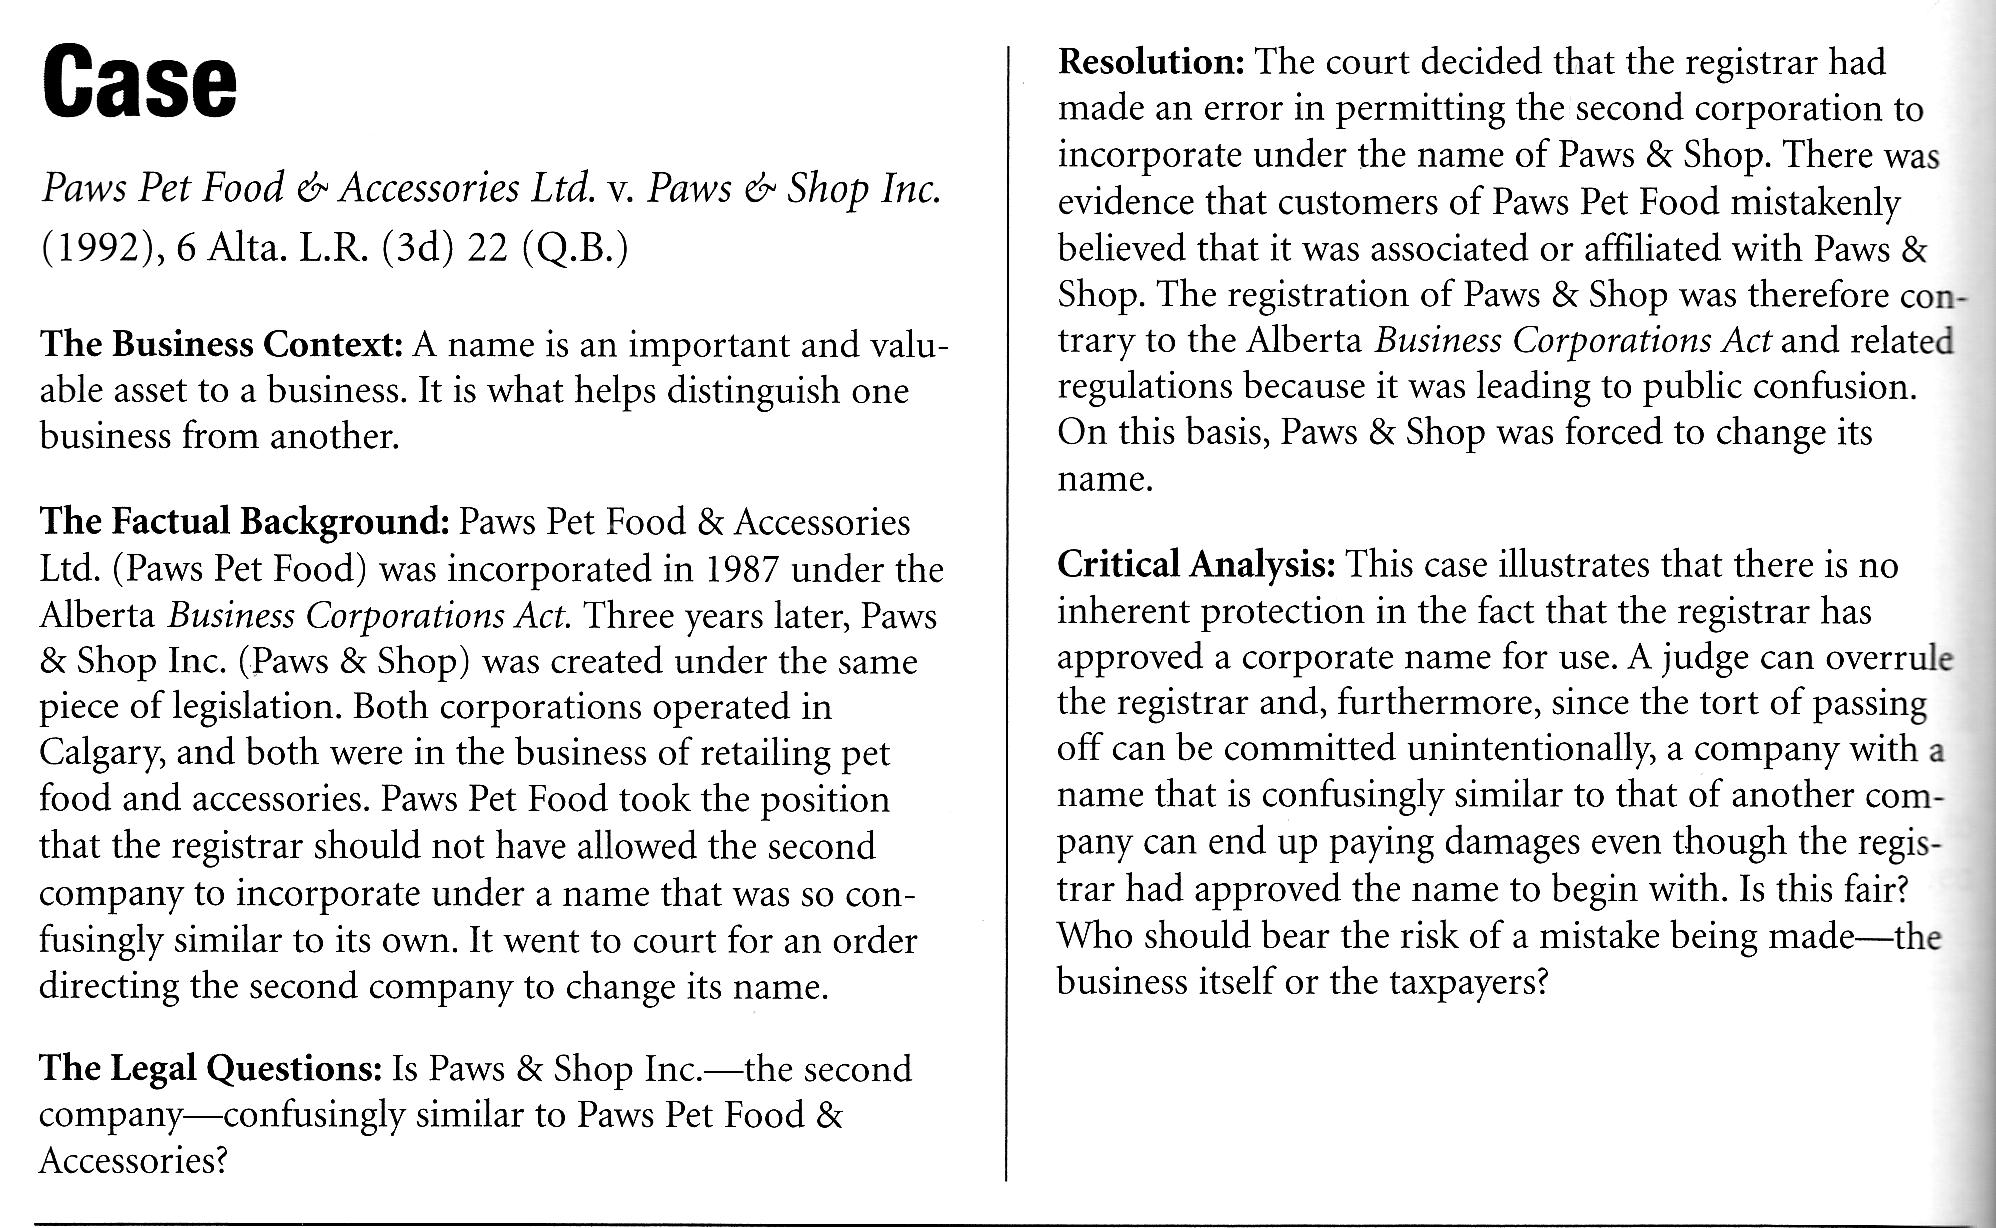 Case
Paws Pet Food & Accessories Ltd. v. Paws & Shop Inc.
(1992), 6 Alta. L.R. (3d) 22 (Q.B.)
The Business Context: A name is an important and valu-
able asset to a business. It is what helps distinguish one
business from another.
The Factual Background: Paws Pet Food & Accessories
Ltd. (Paws Pet Food) was incorporated in 1987 under the
Alberta Business Corporations Act. Three years later, Paws
& Shop Inc. (Paws & Shop) was created under the same
piece of legislation. Both corporations operated in
Calgary, and both were in the business of retailing pet
food and accessories. Paws Pet Food took the position
that the registrar should not have allowed the second
company to incorporate under a name that was so con-
fusingly similar to its own. It went to court for an order
directing the second company to change its name.
The Legal Questions: Is Paws & Shop Inc.—the second
company—confusingly similar to Paws Pet Food &
Accessories?
Resolution: The court decided that the registrar had
made an error in permitting the second corporation to
incorporate under the name of Paws & Shop. There was
evidence that customers of Paws Pet Food mistakenly
believed that it was associated or affiliated with Paws &
Shop. The registration of Paws & Shop was therefore con-
trary to the Alberta Business Corporations Act and related
regulations because it was leading to public confusion.
On this basis, Paws & Shop was forced to change its
name.
Critical Analysis: This case illustrates that there is no
inherent protection in the fact that the registrar has
approved a corporate name for use. A judge can overrule
the registrar and, furthermore, since the tort of passing
off can be committed unintentionally, a company with a
name that is confusingly similar to that of another com-
pany can end up paying damages even though the regis-
trar had approved the name to begin with. Is this fair?
Who should bear the risk of a mistake being made—the
business itself or the taxpayers?